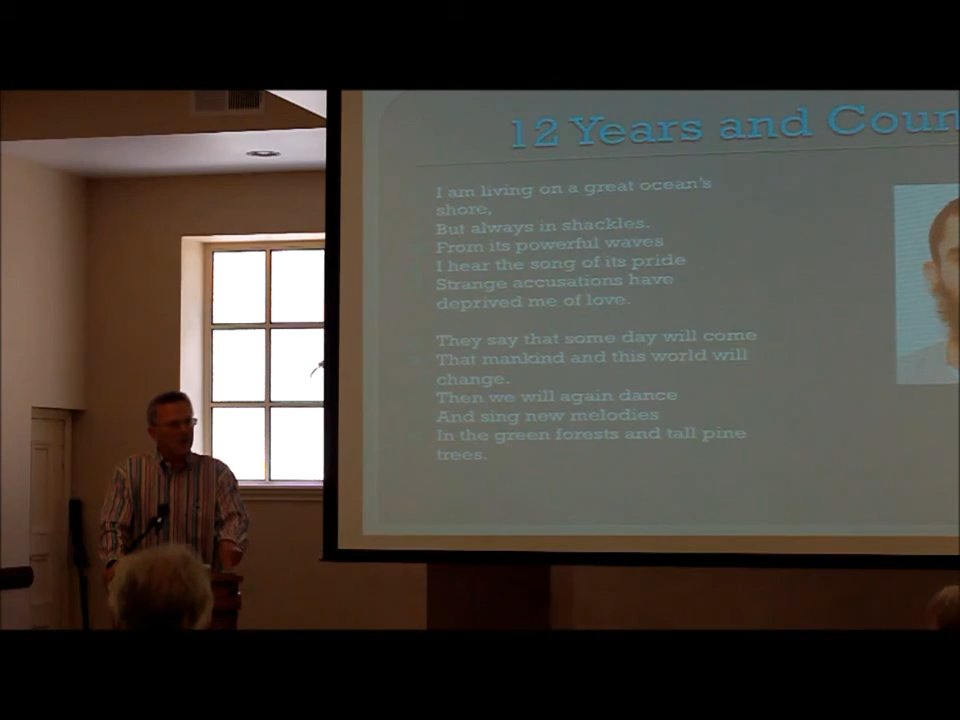 12 Years and Coun
I am living on a great ocean's
shore,
But always in shackles.
From its powerful waves
I hear the song of its pride
Strange accusations have
deprived me of love.
They say that some day will come
That mankind and this world will
change.
Then we will again dance
And sing new melodies
In the green forests and tall pine
trees.